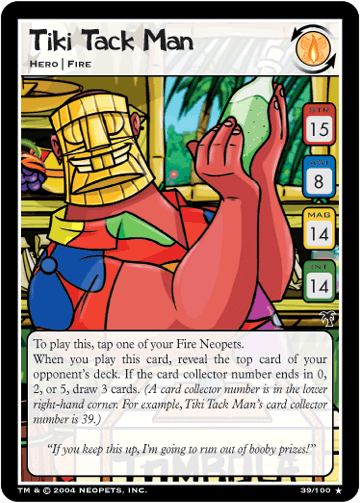 Tiki Tack Man
HERO | FIRE
STR
15
AGI
8
MAG
14
INT
14
To play this, tap one of your Fire Neopets.
When you play this card, reveal the top card of your
opponent's deck. If the card collector number ends in 0,
2, or 5, draw 3 cards. (A card collector number is in the lower
right-hand corner. For example, Tiki Tack Man's card collector
number is 39.)
"If you keep this up, I'm going to run out of booby prizes!"
TOMBOLA
TM & © 2004 NEOPETS, INC.
39/100 ★